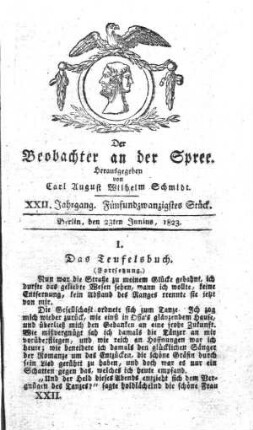 Der
Beobachter an der Spree.
Herausgegeben
von
Carl August Wilhelm Schmidt.
XXII. Jahrgang. Fünfundzwanzigstes Stück.
Berlin, den 23sten Junius, 1823.
I.
Das Teufelsbuch.
(Fortsetzung.)
Nun war die Straße zu meinem Glücke gebahnt, ich
durfte das geliebte Wesen sehen, wann ich wollte, keine
Entfernung, kein Abstand des Ranges trennte sie jetzt
von mir.
Die Gesellschaft ordnete sich zum Tanze. Ich zog
mich wieder zurück, wie einst in Ossa's glänzendem Hause,
und überließ mich den Gedanken an eine frohe Zukunft.
Wie mißvergnügt sah ich damals die Tänzer an mir
vorüberfliegen, und wie reich an Hoffnungen war ich
heut; wie beneidete ich damals den glücklichen Sänger
der Romanze um das Entzücken, die schöne Gräfin durch
sein Lied gerührt zu haben, und doch war es nur ein
Schatten gegen das, welches ich heute empfand.
„Und der Held dieses Abends entzieht sich dem Ver-
gnügen des Tanzes?" sagte holdlächelnd die schöne Frau
XXII.